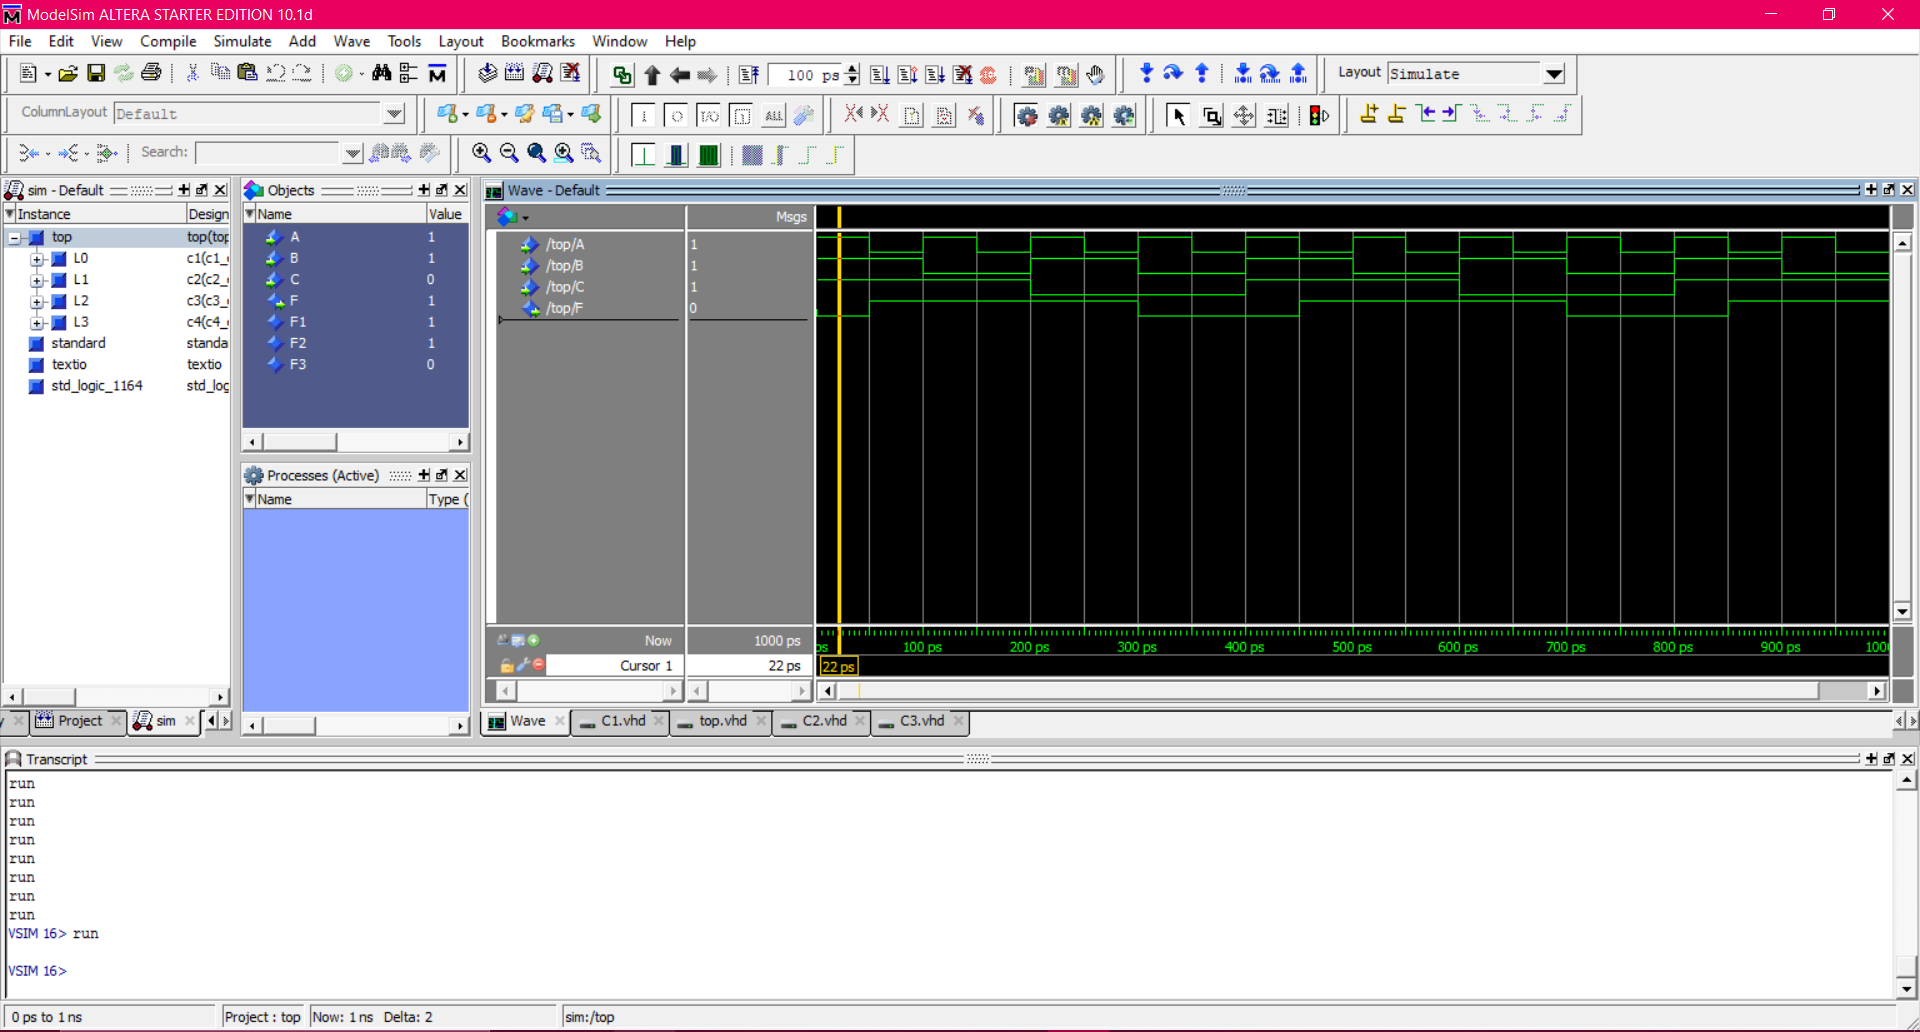 ModelSim ALTERA STARTER EDITION 10.1d
File Edit View Compile Simulate Add Wave Tools Layout Bookmarks Window Help
100 ps
Layout Simulate
ColumnLayout Default
Search:
sim - Default
Instance Design
top top(top
L0 c1(c1_
L1 c2(c2_
L2 c3(c3_
L3 c4(c4_
standard standa
textio textio
std_logic_1164 std_log
Objects
Name Value
A 1
B 1
C 0
F 1
F1 1
F2 1
F3 0
Processes (Active)
Name Type (
Wave - Default
Msgs
/top/A 1
/top/B 1
/top/C 1
/top/F 0
Now 1000 ps
Cursor 1 22 ps
ps 100 ps 200 ps 300 ps 400 ps 500 ps 600 ps 700 ps 800 ps 900 ps 1000
22 ps
Project sim
Wave C1.vhd top.vhd C2.vhd C3.vhd
Transcript
run
run
run
run
run
run
run
run
VSIM 16> run
VSIM 16>
0 ps to 1 ns Project : top Now: 1 ns Delta: 2 sim:/top